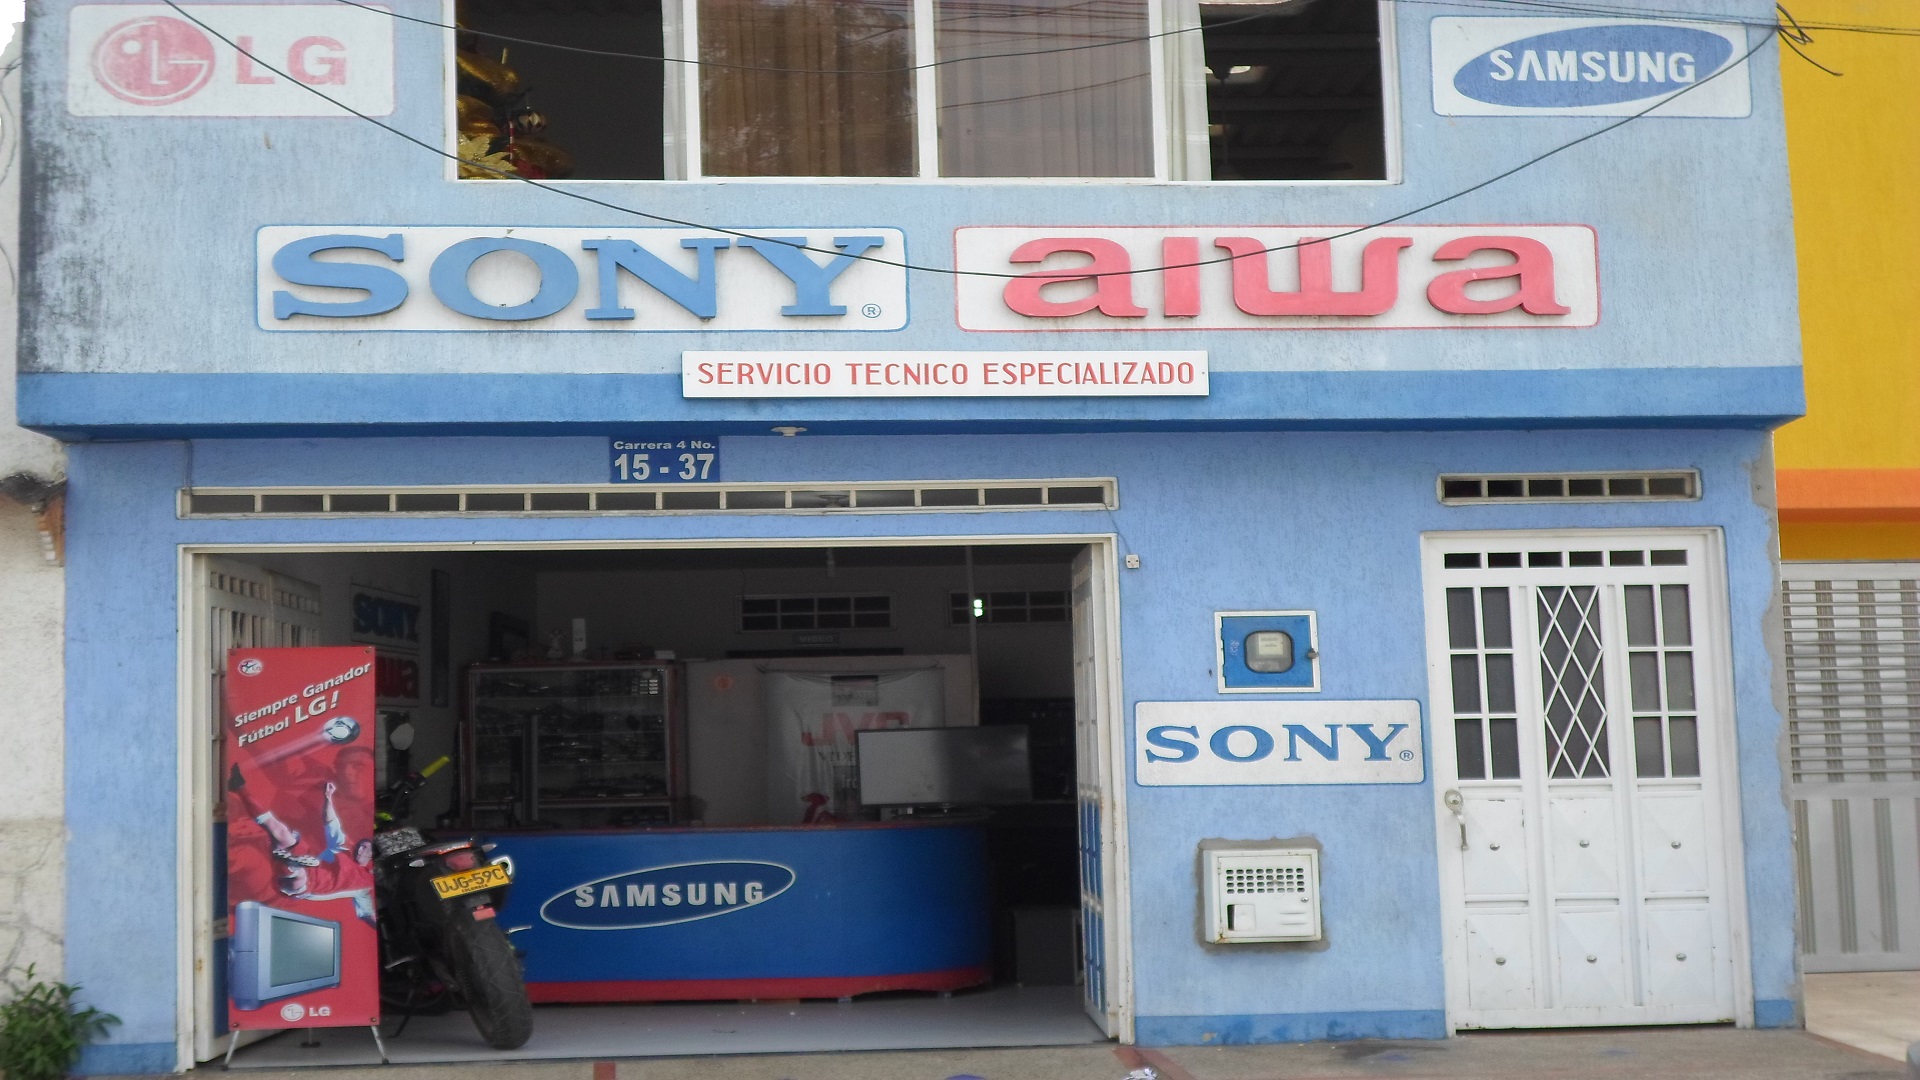 LG
SAMSUNG
SONY®
aiwa
SERVICIO TECNICO ESPECIALIZADO
Carrera 4 No.
15 - 37
SONY
Siempre Ganador
Fútbol LG!
JVC
SONY®
UJG-59C
SAMSUNG
LG